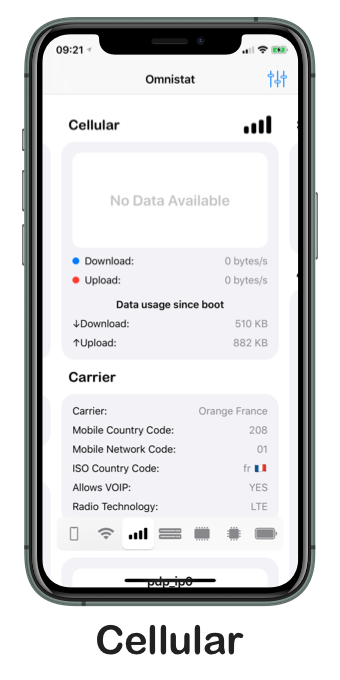 09:21
Omnistat
Cellular
No Data Available
Download: 0 bytes/s
Upload: 0 bytes/s
Data usage since boot
↓Download: 510 KB
↑Upload: 882 KB
Carrier
Carrier: Orange France
Mobile Country Code: 208
Mobile Network Code: 01
ISO Country Code: fr 🇫🇷
Allows VOIP: YES
Radio Technology: LTE
pdp_ip0
Cellular